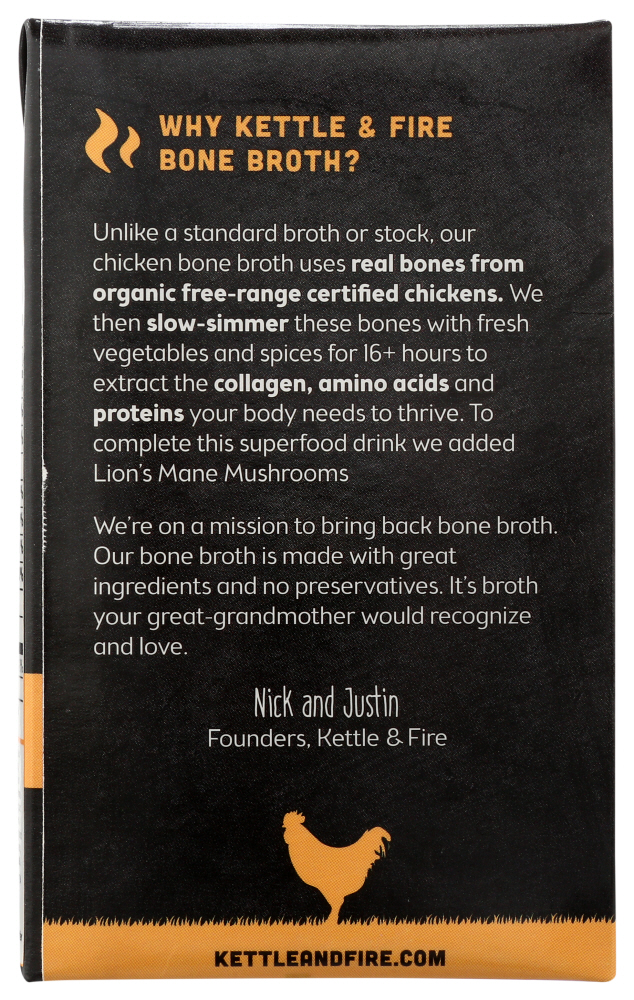 WHY KETTLE & FIRE
BONE BROTH?
Unlike a standard broth or stock, our
chicken bone broth uses real bones from
organic free-range certified chickens. We
then slow-simmer these bones with fresh
vegetables and spices for 16+ hours to
extract the collagen, amino acids and
proteins your body needs to thrive. To
complete this superfood drink we added
Lion's Mane Mushrooms
We're on a mission to bring back bone broth.
Our bone broth is made with great
ingredients and no preservatives. It's broth
your great-grandmother would recognize
and love.
Nick and Justin
Founders, Kettle & Fire
KETTLEANDFIRE.COM